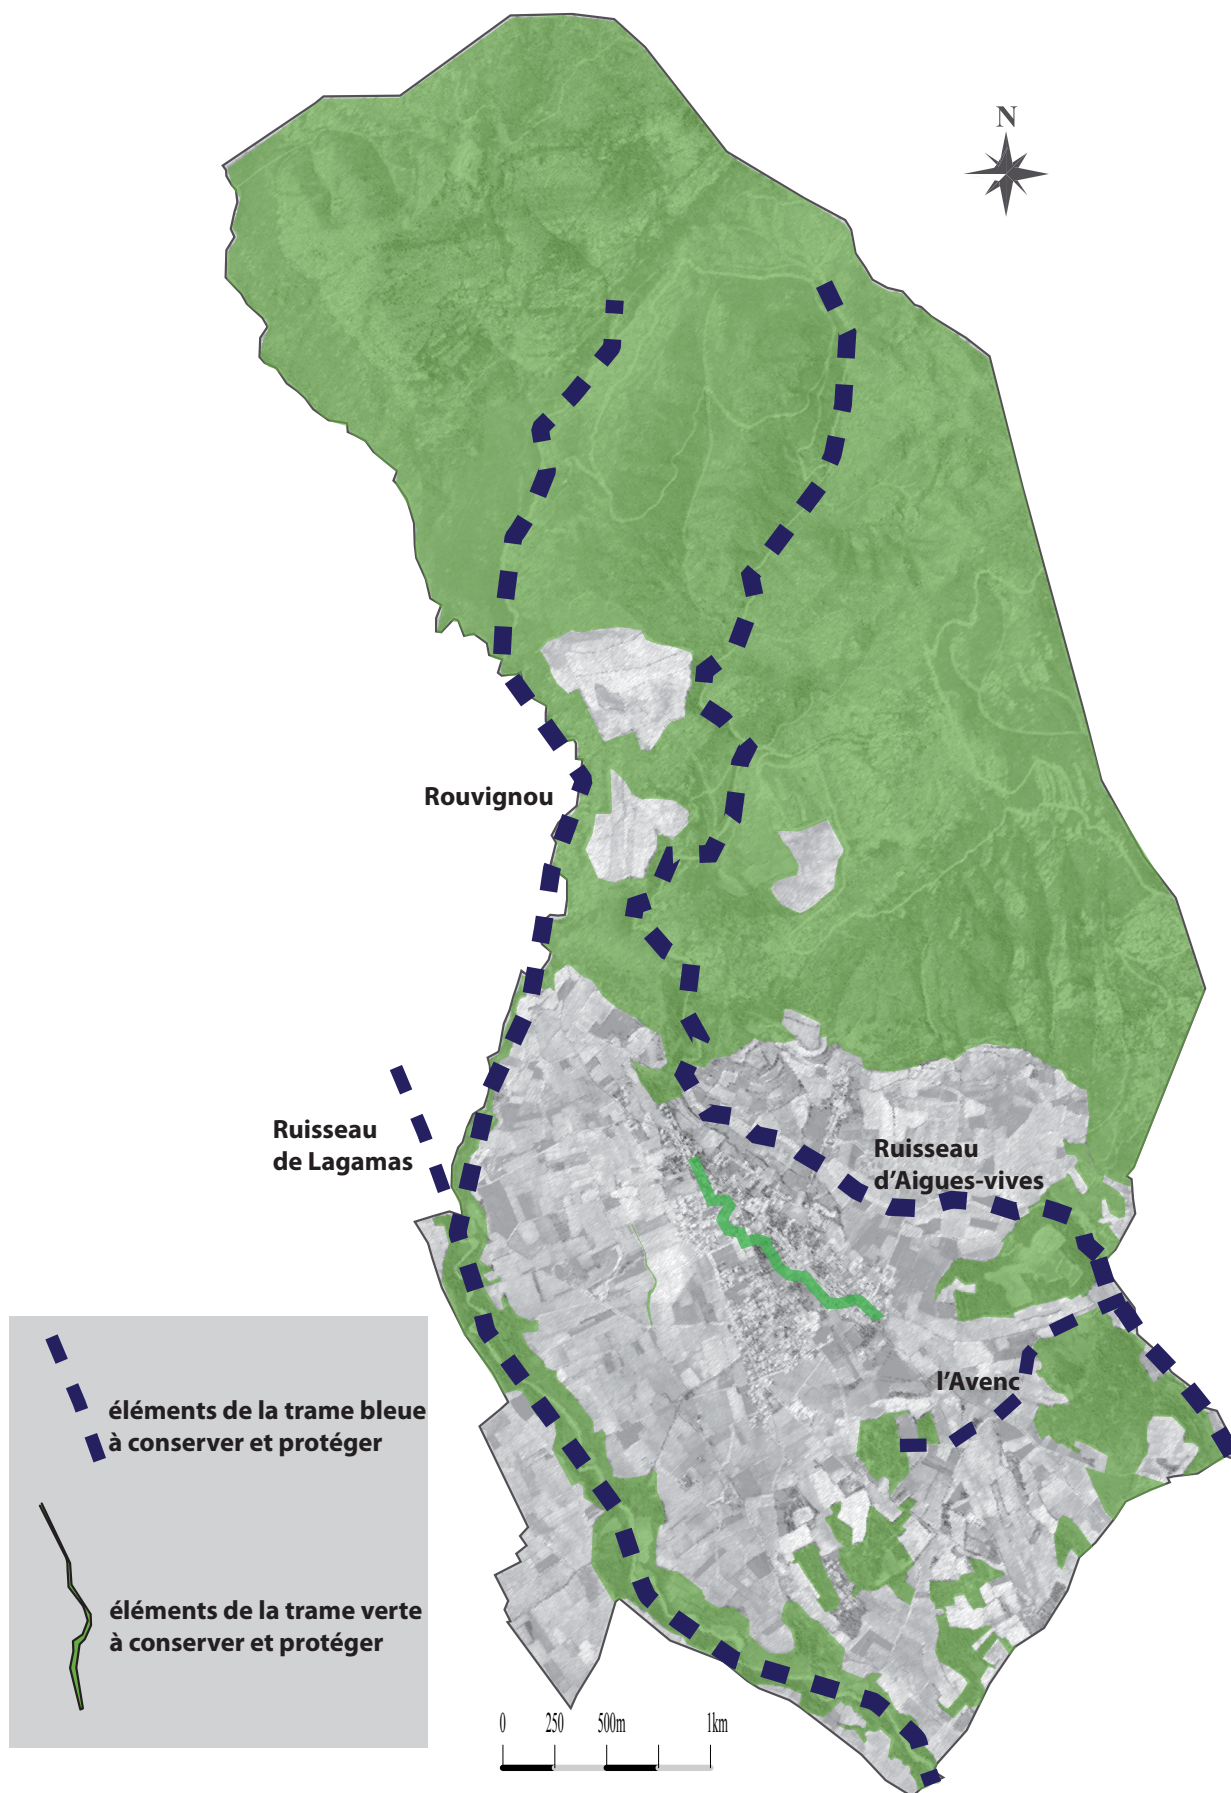 N
Rouvignou
Ruisseau
de Lagamas
Ruisseau
d'Aigues-vives
l'Avenc
éléments de la trame bleue
à conserver et protéger
éléments de la trame verte
à conserver et protéger
0 250 500m 1km